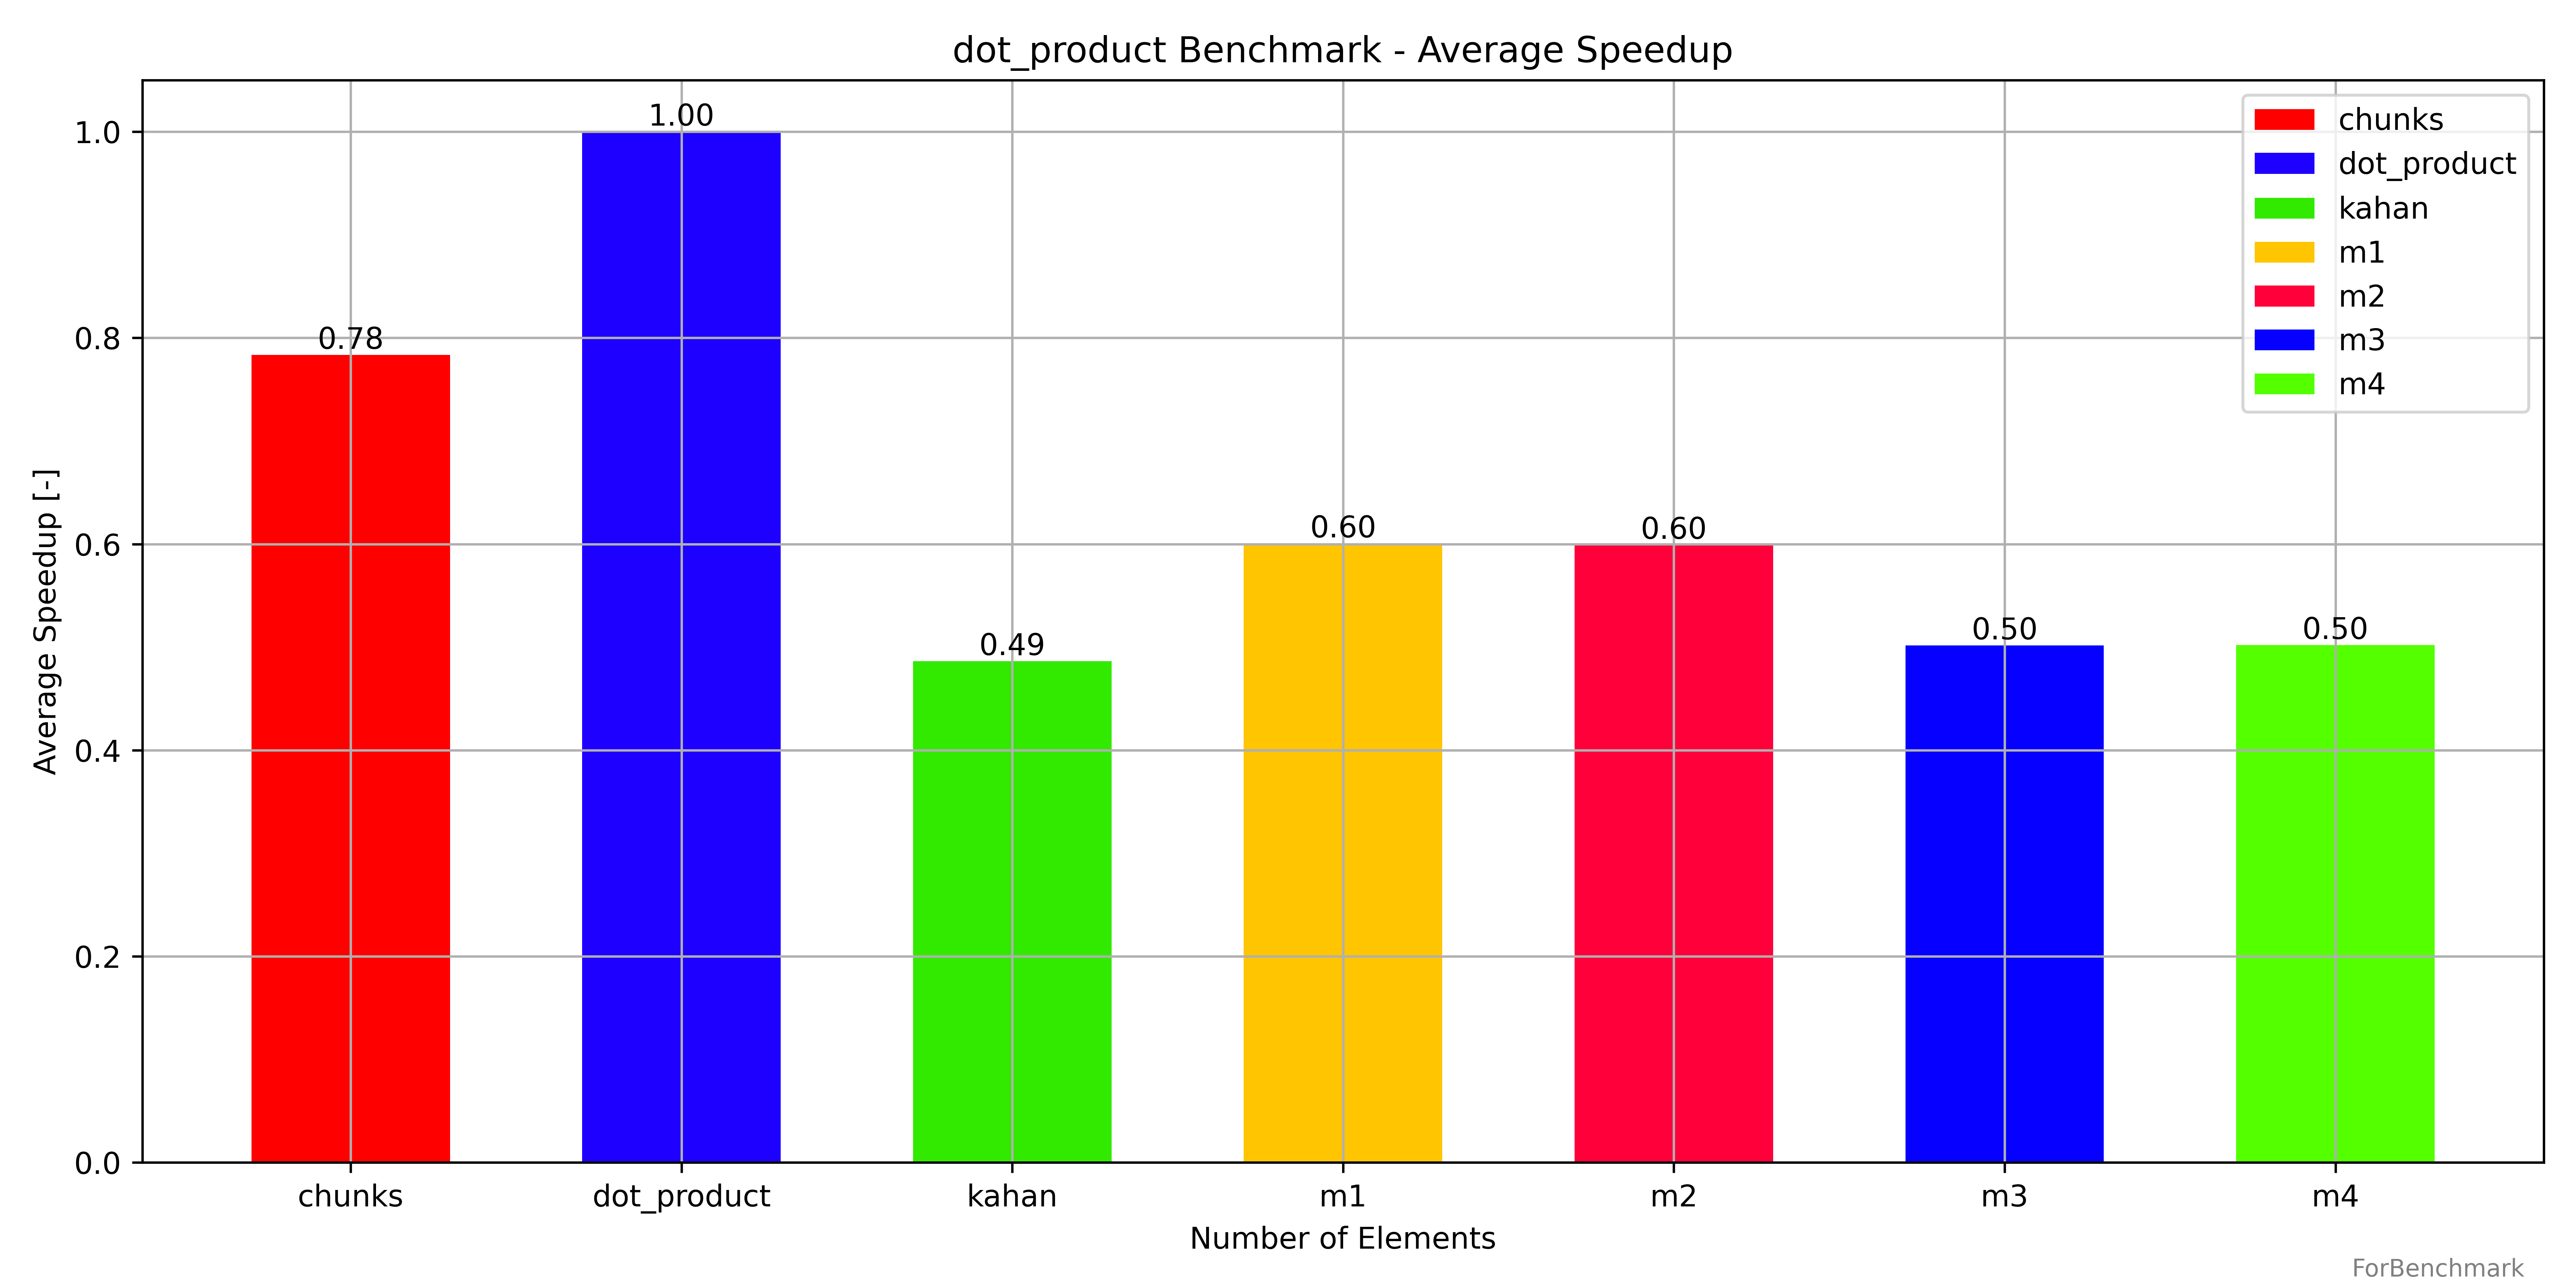 dot_product Benchmark - Average Speedup
Average Speedup [-]
1.0
0.8
0.6
0.4
0.2
0.0
0.78
1.00
0.49
0.60
0.60
0.50
0.50
chunks
dot_product
kahan
m1
m2
m3
m4
chunks
dot_product
kahan
m1
m2
m3
m4
Number of Elements
ForBenchmark